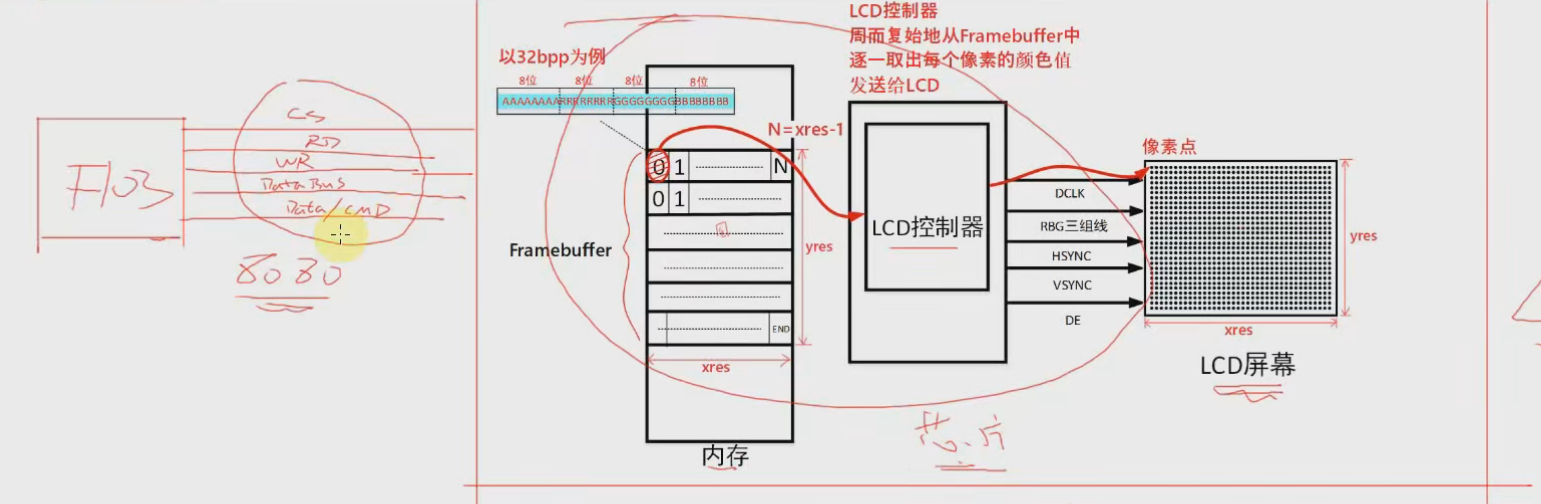 F103
CS
RD
WR
Data Bus
Data/CMD
8080
以32bpp为例
8位 8位 8位 8位
AAAAAAAARRRRRRRRGGGGGGGGBBBBBBBB
N=xres-1
0 1 N
0 1
Framebuffer
END
yres
xres
内存
LCD控制器
周而复始地从Framebuffer中
逐一取出每个像素的颜色值
发送给LCD
LCD控制器
DCLK
RBG三组线
HSYNC
VSYNC
DE
像素点
yres
xres
LCD屏幕
芯片